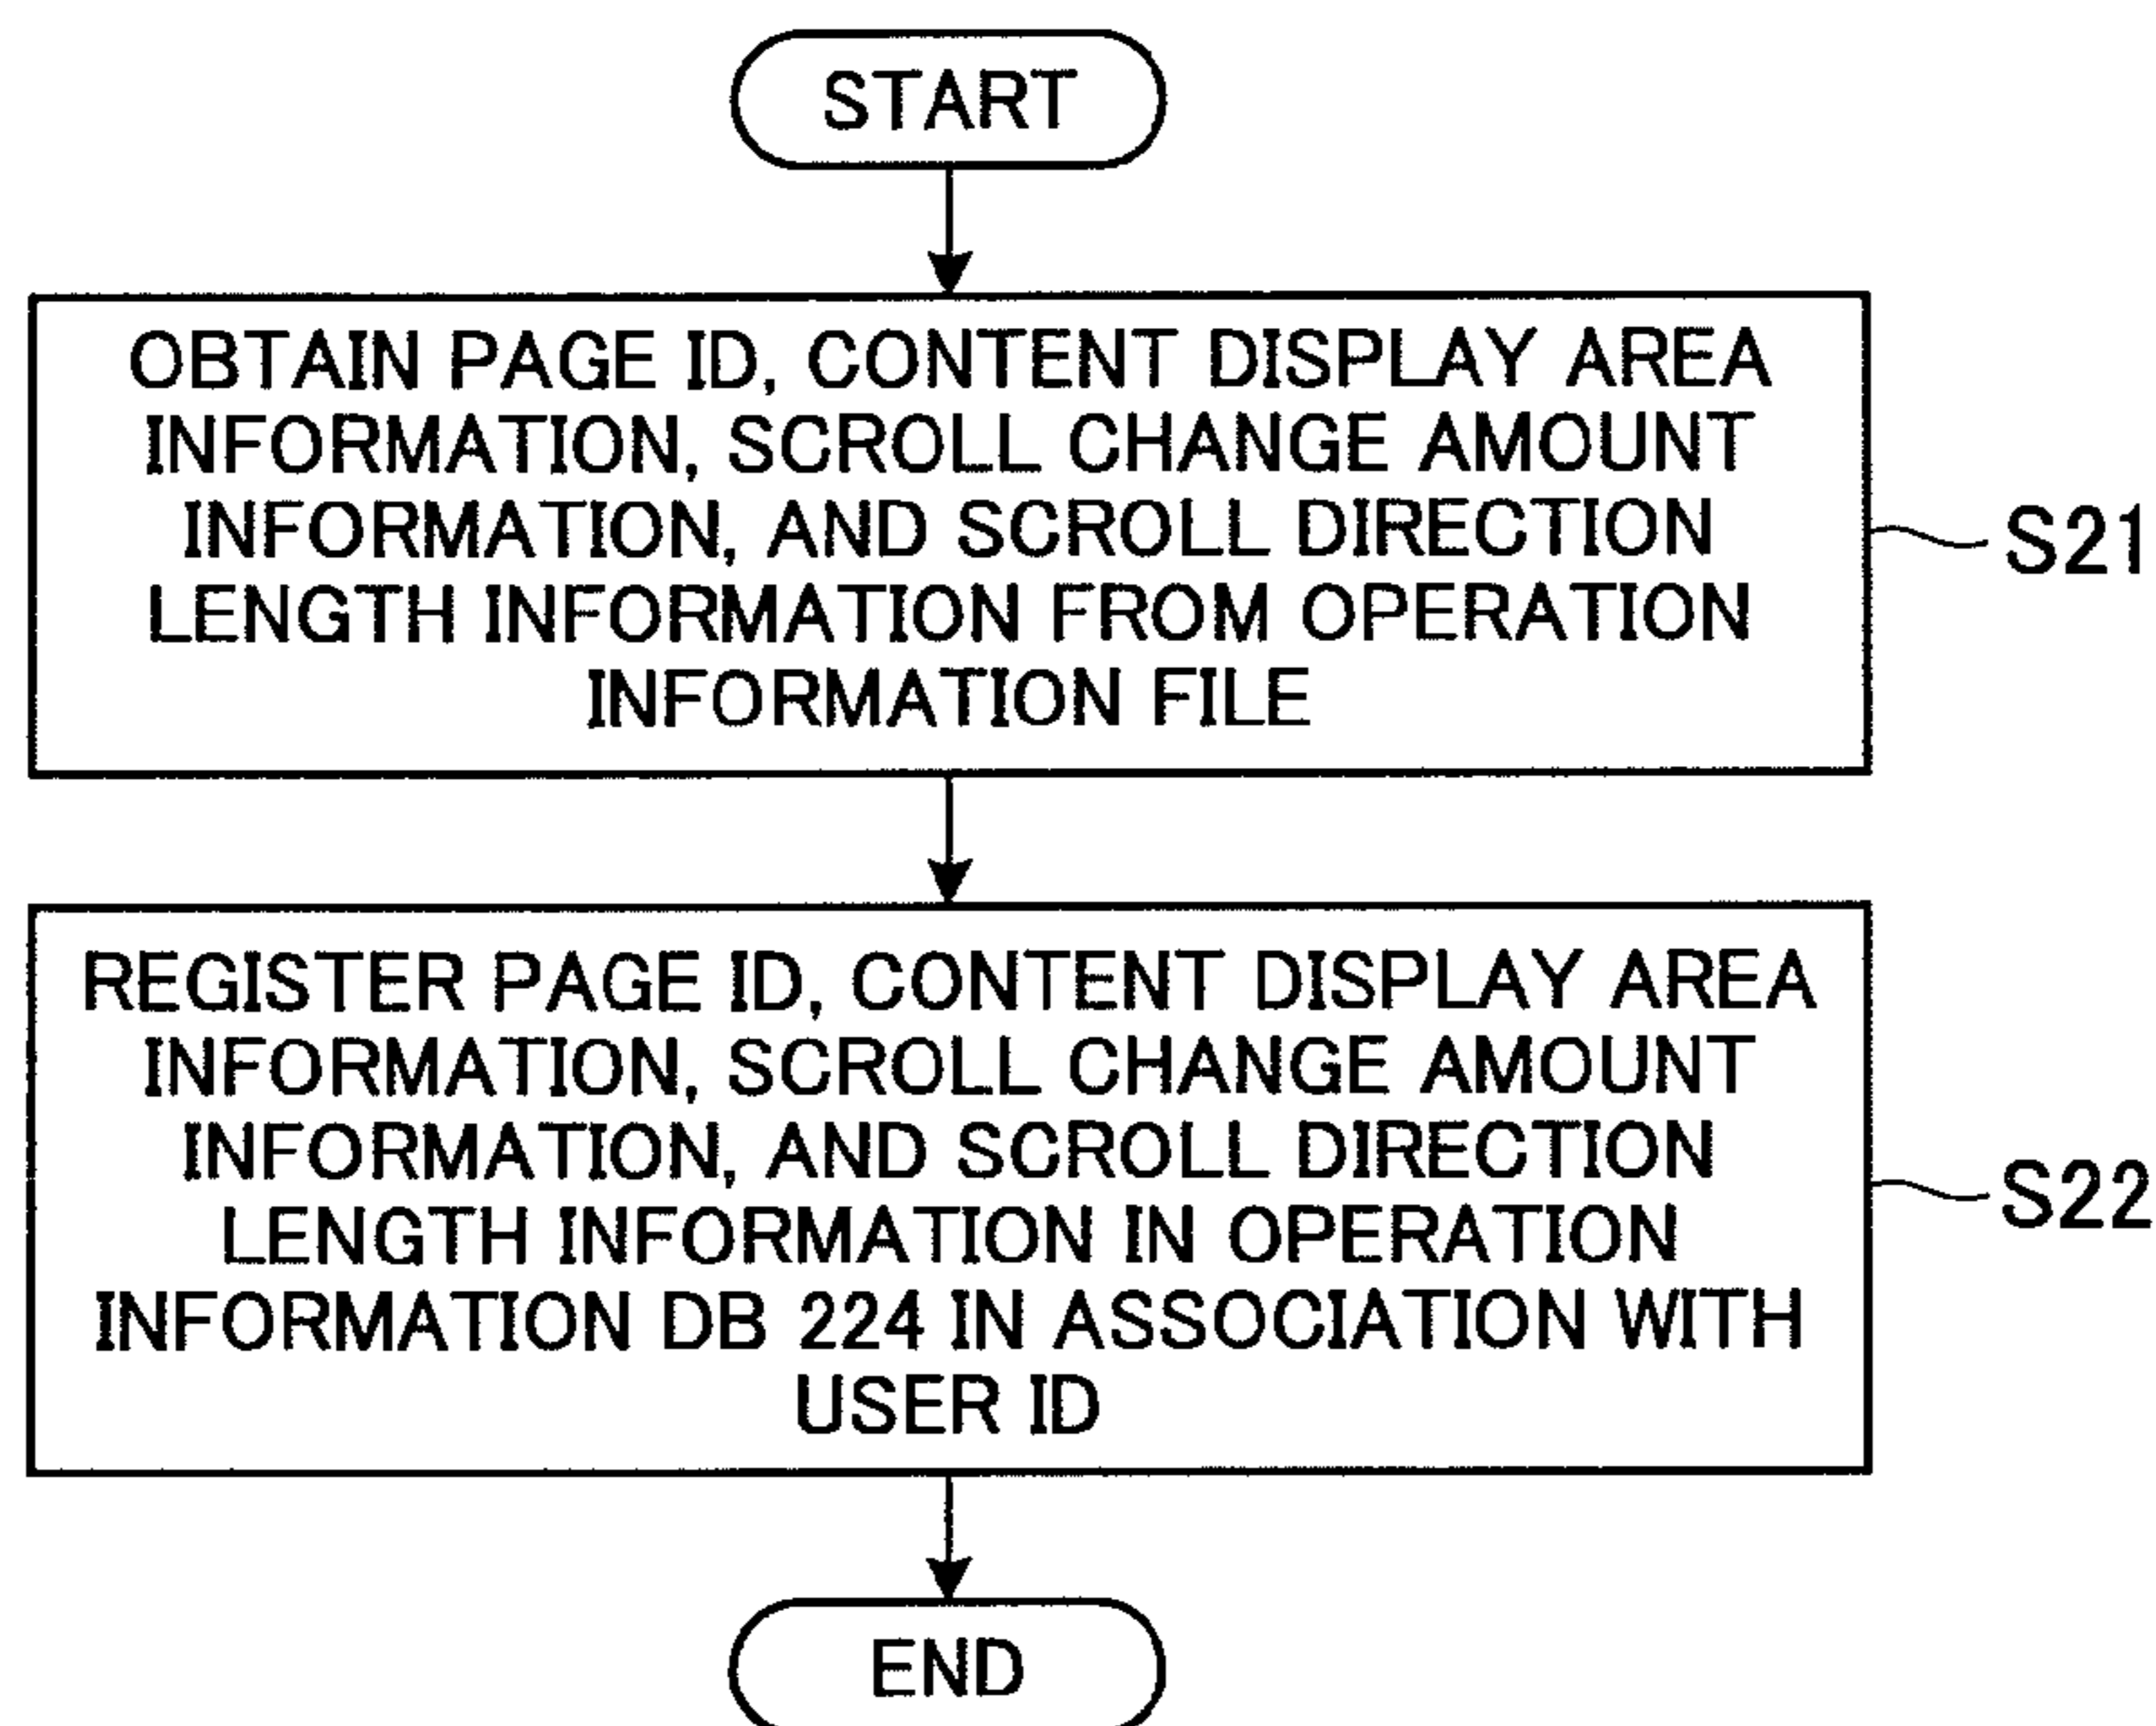 START
OBTAIN PAGE ID, CONTENT DISPLAY AREA
INFORMATION, SCROLL CHANGE AMOUNT
INFORMATION, AND SCROLL DIRECTION
LENGTH INFORMATION FROM OPERATION
INFORMATION FILE
S21
REGISTER PAGE ID, CONTENT DISPLAY AREA
INFORMATION, SCROLL CHANGE AMOUNT
INFORMATION, AND SCROLL DIRECTION
LENGTH INFORMATION IN OPERATION
INFORMATION DB 224 IN ASSOCIATION WITH
USER ID
S22
END